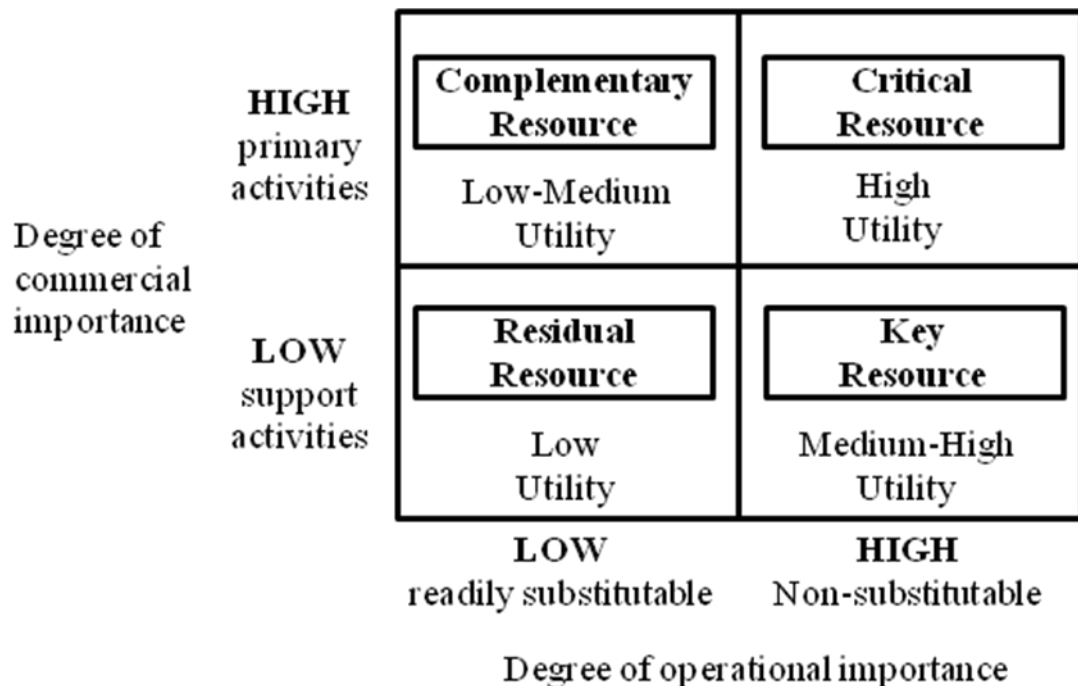 Degree of
commercial
importance
HIGH
primary
activities
Complementary
Resource
Low-Medium
Utility
Critical
Resource
High
Utility
LOW
support
activities
Residual
Resource
Low
Utility
Key
Resource
Medium-High
Utility
LOW
readily substitutable
HIGH
Non-substitutable
Degree of operational importance